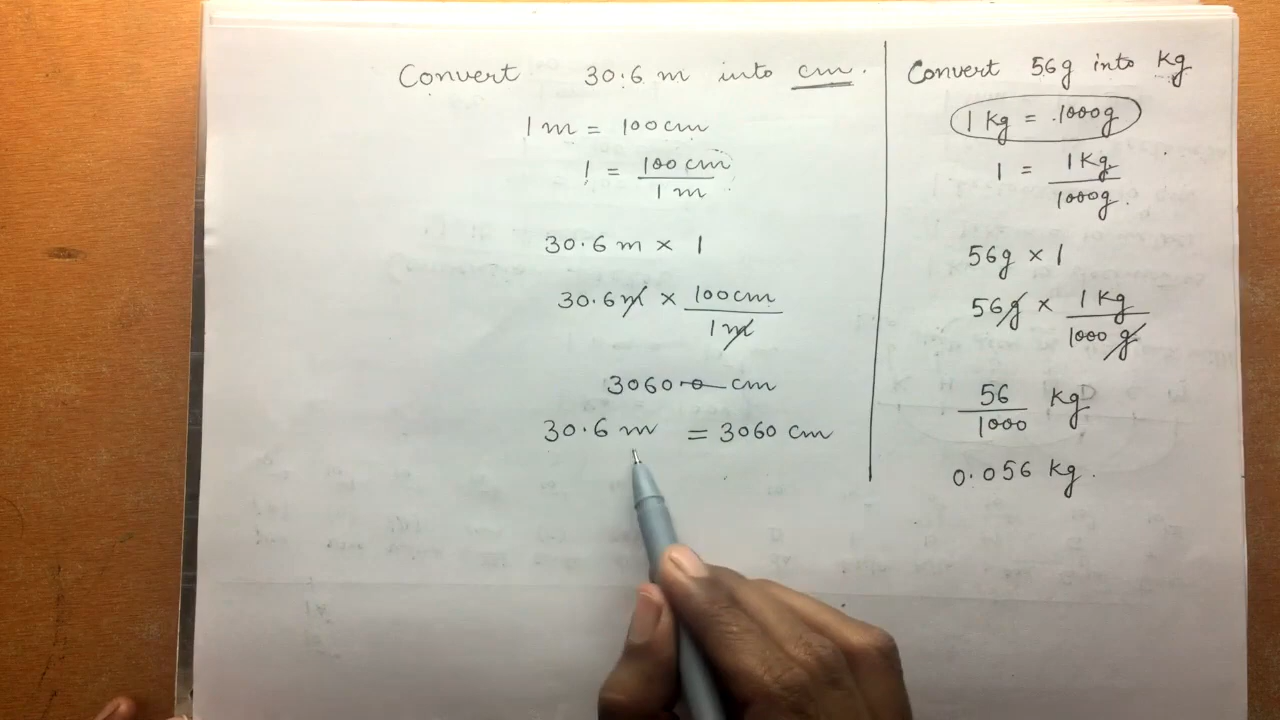 Convert 30.6 m into cm.
1 m = 100 cm
1 = 100 cm
1 m
30.6 m × 1
30.6 m × 100 cm
1 m
3060 cm
30.6 m = 3060 cm
Convert 56g into Kg
1 Kg = 1000g
1 = 1 Kg
1000g.
56g × 1
56g × 1 Kg
1000 g
56 Kg
1000
0.056 Kg.